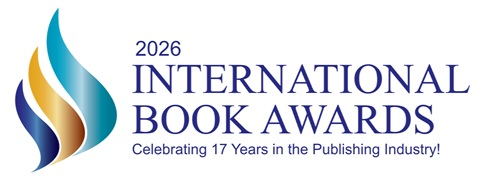 2026
INTERNATIONAL
BOOK AWARDS
Celebrating 17 Years in the Publishing Industry!